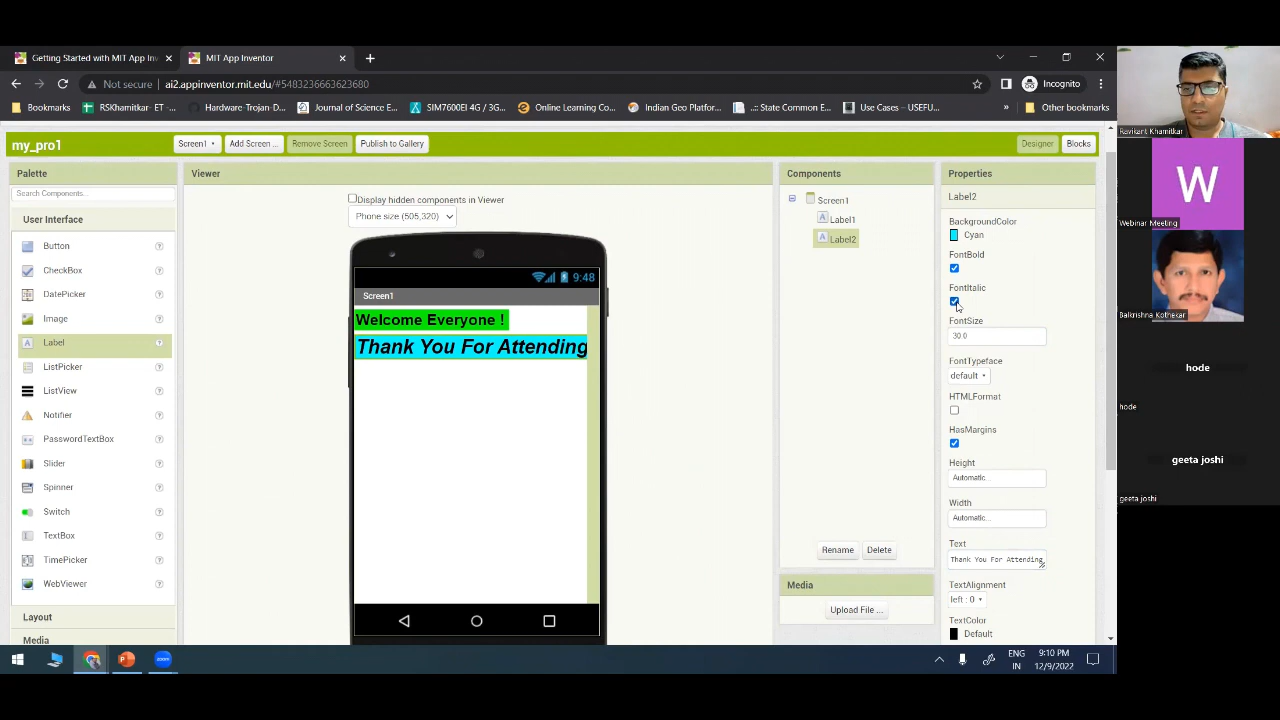 Getting Started with MIT App Inv
MIT App Inventor
Not secure
ai2.appinventor.mit.edu/#5483236663623680
Incognito
Bookmarks
RSKhamitkar- ET -...
Hardware-Trojan-D...
Journal of Science E...
SIM7600EI 4G / 3G...
Online Learning Co...
Indian Geo Platfor...
:: State Common E...
Use Cases – USEFU...
»
Other bookmarks
my_pro1
Screen1
Add Screen ...
Remove Screen
Publish to Gallery
Designer
Blocks
Palette
Search Components...
User Interface
Button
CheckBox
DatePicker
Image
Label
ListPicker
ListView
Notifier
PasswordTextBox
Slider
Spinner
Switch
TextBox
TimePicker
WebViewer
Layout
Media
Viewer
Display hidden components in Viewer
Phone size (505,320)
9:48
Screen1
Welcome Everyone !
Thank You For Attending
Components
Screen1
Label1
Label2
Rename
Delete
Media
Upload File ...
Properties
Label2
BackgroundColor
Cyan
FontBold
FontItalic
FontSize
30.0
FontTypeface
default
HTMLFormat
HasMargins
Height
Automatic...
Width
Automatic...
Text
Thank You For Attending
TextAlignment
left : 0
TextColor
Default
Ravikant Khamitkar
W
Webinar Meeting
Balkrishna Kothekar
hode
hode
geeta joshi
geeta joshi
ENG
IN
9:10 PM
12/9/2022